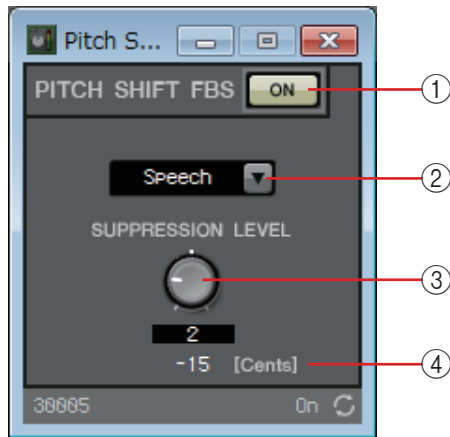 Pitch S...
PITCH SHIFT FBS ON
①
Speech
②
SUPPRESSION LEVEL
③
2
-15 [Cents]
④
30005 On